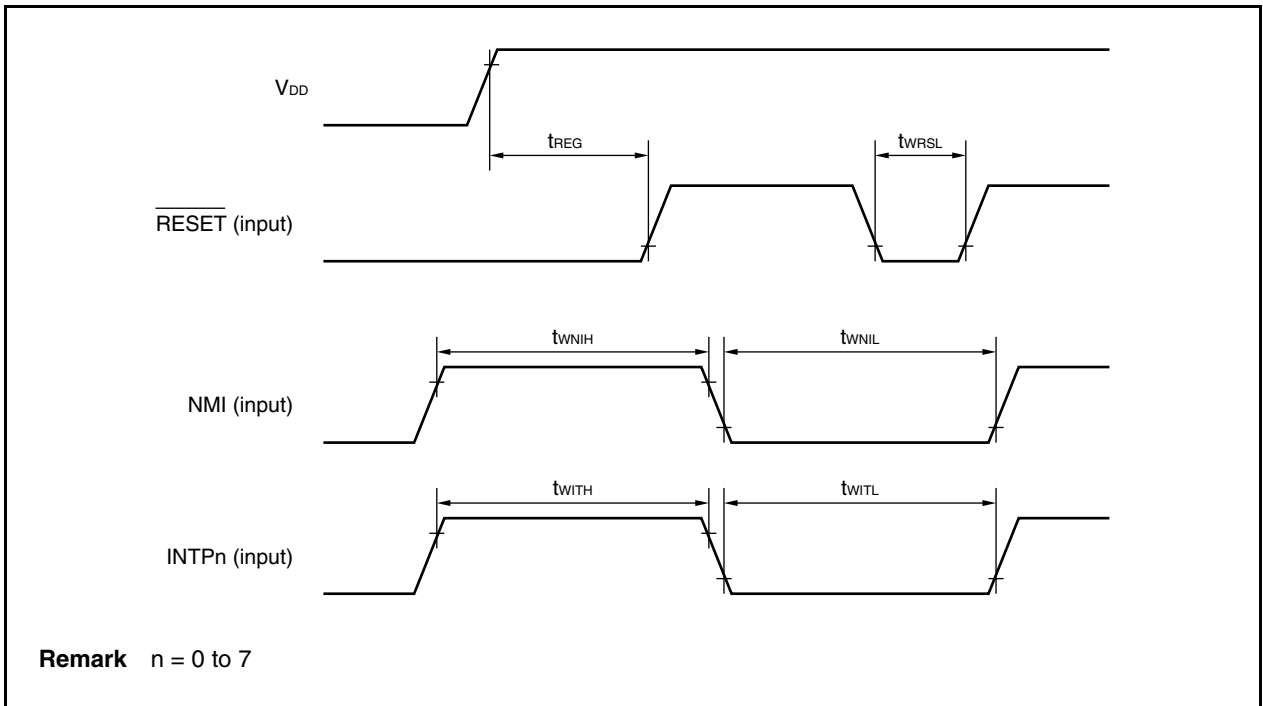 VDD
tREG
tWRSL
RESET (input)
tWNIH
tWNIL
NMI (input)
tWITH
tWITL
INTPn (input)
Remark n = 0 to 7